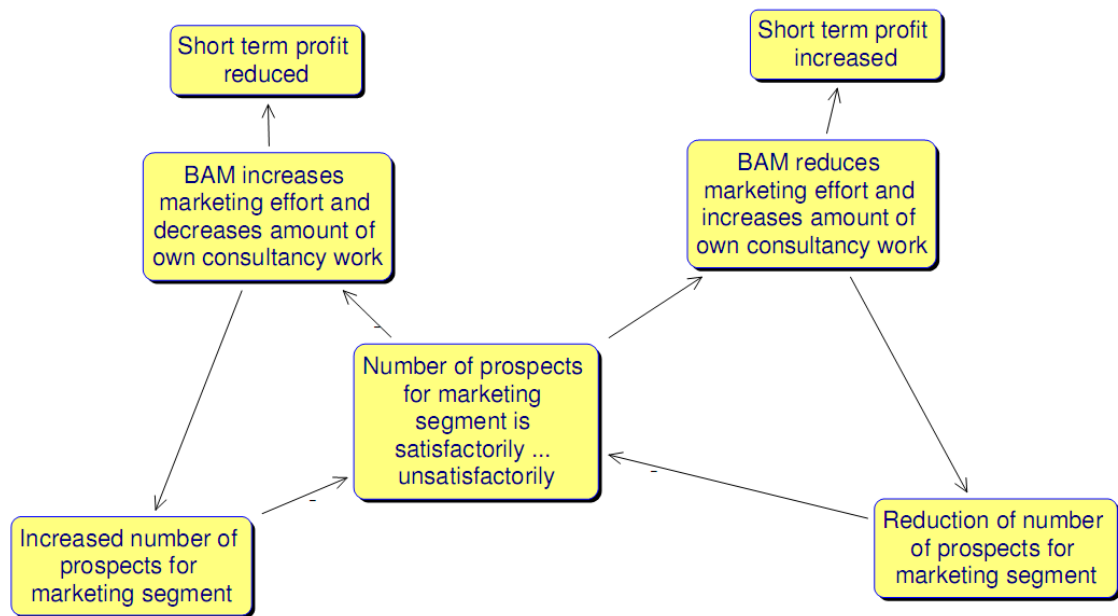 Short term profit
reduced
Short term profit
increased
BAM increases
marketing effort and
decreases amount of
own consultancy work
BAM reduces
marketing effort and
increases amount of
own consultancy work
-
Number of prospects
for marketing
segment is
satisfactorily ...
unsatisfactorily
-
-
Increased number of
prospects for
marketing segment
Reduction of number
of prospects for
marketing segment